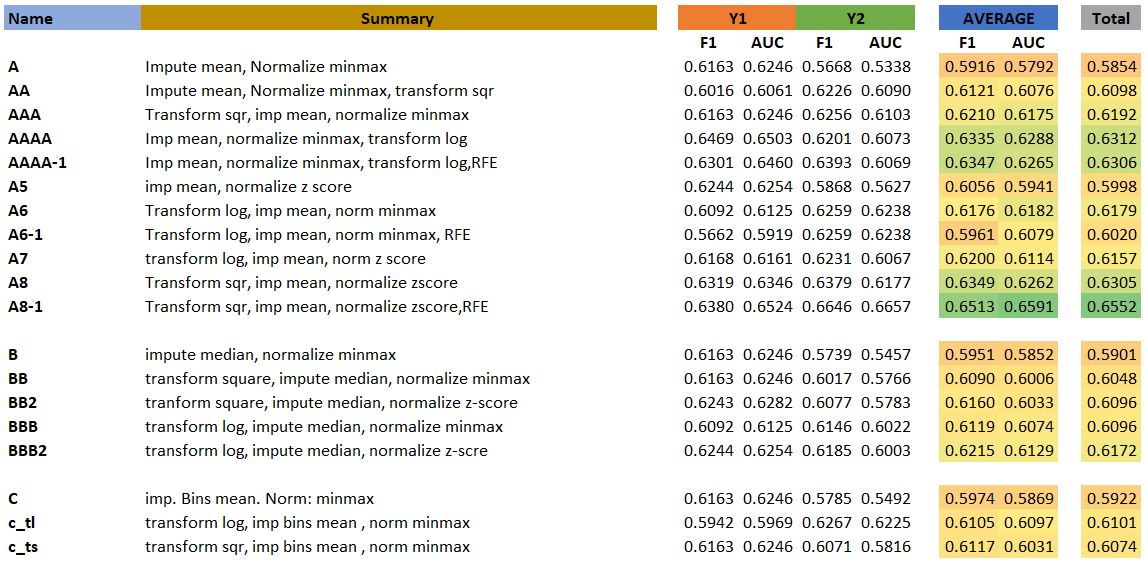 Name Summary Y1 Y2 AVERAGE Total
F1 AUC F1 AUC F1 AUC
A Impute mean, Normalize minmax 0.6163 0.6246 0.5668 0.5338 0.5916 0.5792 0.5854
AA Impute mean, Normalize minmax, transform sqr 0.6016 0.6061 0.6226 0.6090 0.6121 0.6076 0.6098
AAA Transform sqr, imp mean, normalize minmax 0.6163 0.6246 0.6256 0.6103 0.6210 0.6175 0.6192
AAAA Imp mean, normalize minmax, transform log 0.6469 0.6503 0.6201 0.6073 0.6335 0.6288 0.6312
AAAA-1 Imp mean, normalize minmax, transform log,RFE 0.6301 0.6460 0.6393 0.6069 0.6347 0.6265 0.6306
A5 imp mean, normalize z score 0.6244 0.6254 0.5868 0.5627 0.6056 0.5941 0.5998
A6 Transform log, imp mean, norm minmax 0.6092 0.6125 0.6259 0.6238 0.6176 0.6182 0.6179
A6-1 Transform log, imp mean, norm minmax, RFE 0.5662 0.5919 0.6259 0.6238 0.5961 0.6079 0.6020
A7 transform log, imp mean, norm z score 0.6168 0.6161 0.6231 0.6067 0.6200 0.6114 0.6157
A8 Transform sqr, imp mean, normalize zscore 0.6319 0.6346 0.6379 0.6177 0.6349 0.6262 0.6305
A8-1 Transform sqr, imp mean, normalize zscore,RFE 0.6380 0.6524 0.6646 0.6657 0.6513 0.6591 0.6552
B impute median, normalize minmax 0.6163 0.6246 0.5739 0.5457 0.5951 0.5852 0.5901
BB transform square, impute median, normalize minmax 0.6163 0.6246 0.6017 0.5766 0.6090 0.6006 0.6048
BB2 tranform square, impute median, normalize z-score 0.6243 0.6282 0.6077 0.5783 0.6160 0.6033 0.6096
BBB transform log, impute median, normalize minmax 0.6092 0.6125 0.6146 0.6022 0.6119 0.6074 0.6096
BBB2 transform log, impute median, normalize z-scre 0.6244 0.6254 0.6185 0.6003 0.6215 0.6129 0.6172
C imp. Bins mean. Norm: minmax 0.6163 0.6246 0.5785 0.5492 0.5974 0.5869 0.5922
c_tl transform log, imp bins mean , norm minmax 0.5942 0.5969 0.6267 0.6225 0.6105 0.6097 0.6101
c_ts transform sqr, imp bins mean , norm minmax 0.6163 0.6246 0.6071 0.5816 0.6117 0.6031 0.6074